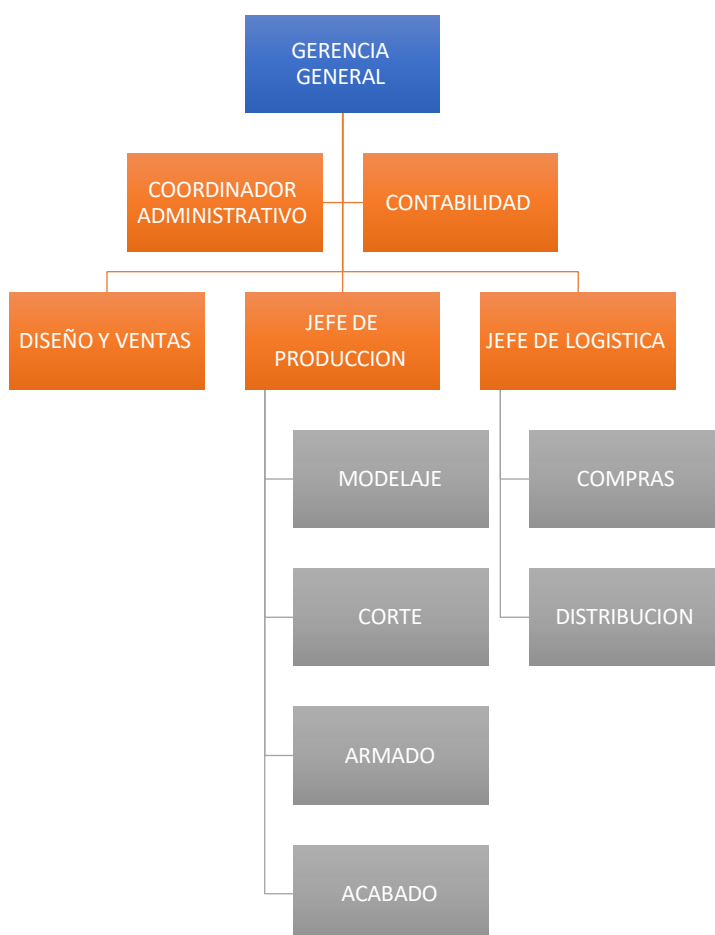 GERENCIA
GENERAL
COORDINADOR
ADMINISTRATIVO
CONTABILIDAD
DISEÑO Y VENTAS
JEFE DE
PRODUCCION
JEFE DE LOGISTICA
MODELAJE
COMPRAS
CORTE
DISTRIBUCION
ARMADO
ACABADO